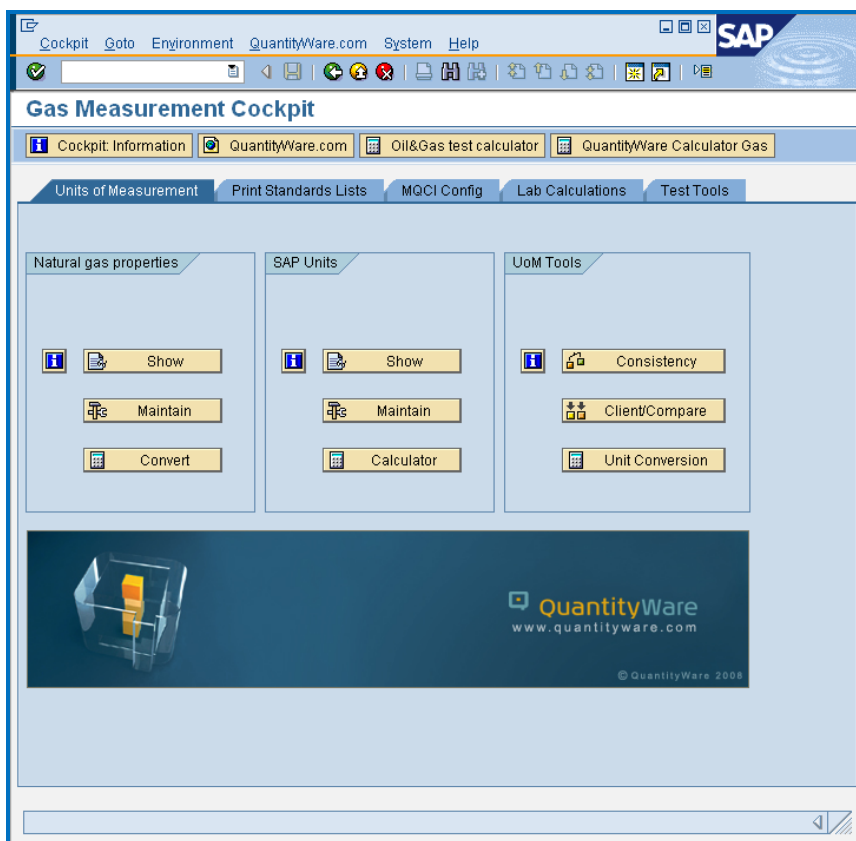 Cockpit Goto Environment QuantityWare.com System Help
SAP
Gas Measurement Cockpit
Cockpit: Information QuantityWare.com Oil&Gas test calculator QuantityWare Calculator Gas
Units of Measurement Print Standards Lists MQCI Config Lab Calculations Test Tools
Natural gas properties SAP Units UoM Tools
Show Show Consistency
Maintain Maintain Client/Compare
Convert Calculator Unit Conversion
QuantityWare
www.quantityware.com
© QuantityWare 2008